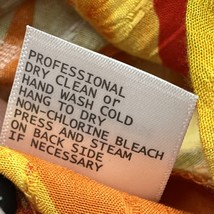 PROFESSIONAL
DRY CLEAN or
HAND WASH COLD
HANG TO DRY
NON-CHLORINE BLEACH
PRESS AND STEAM
ON BACK SIDE
IF NECESSARY